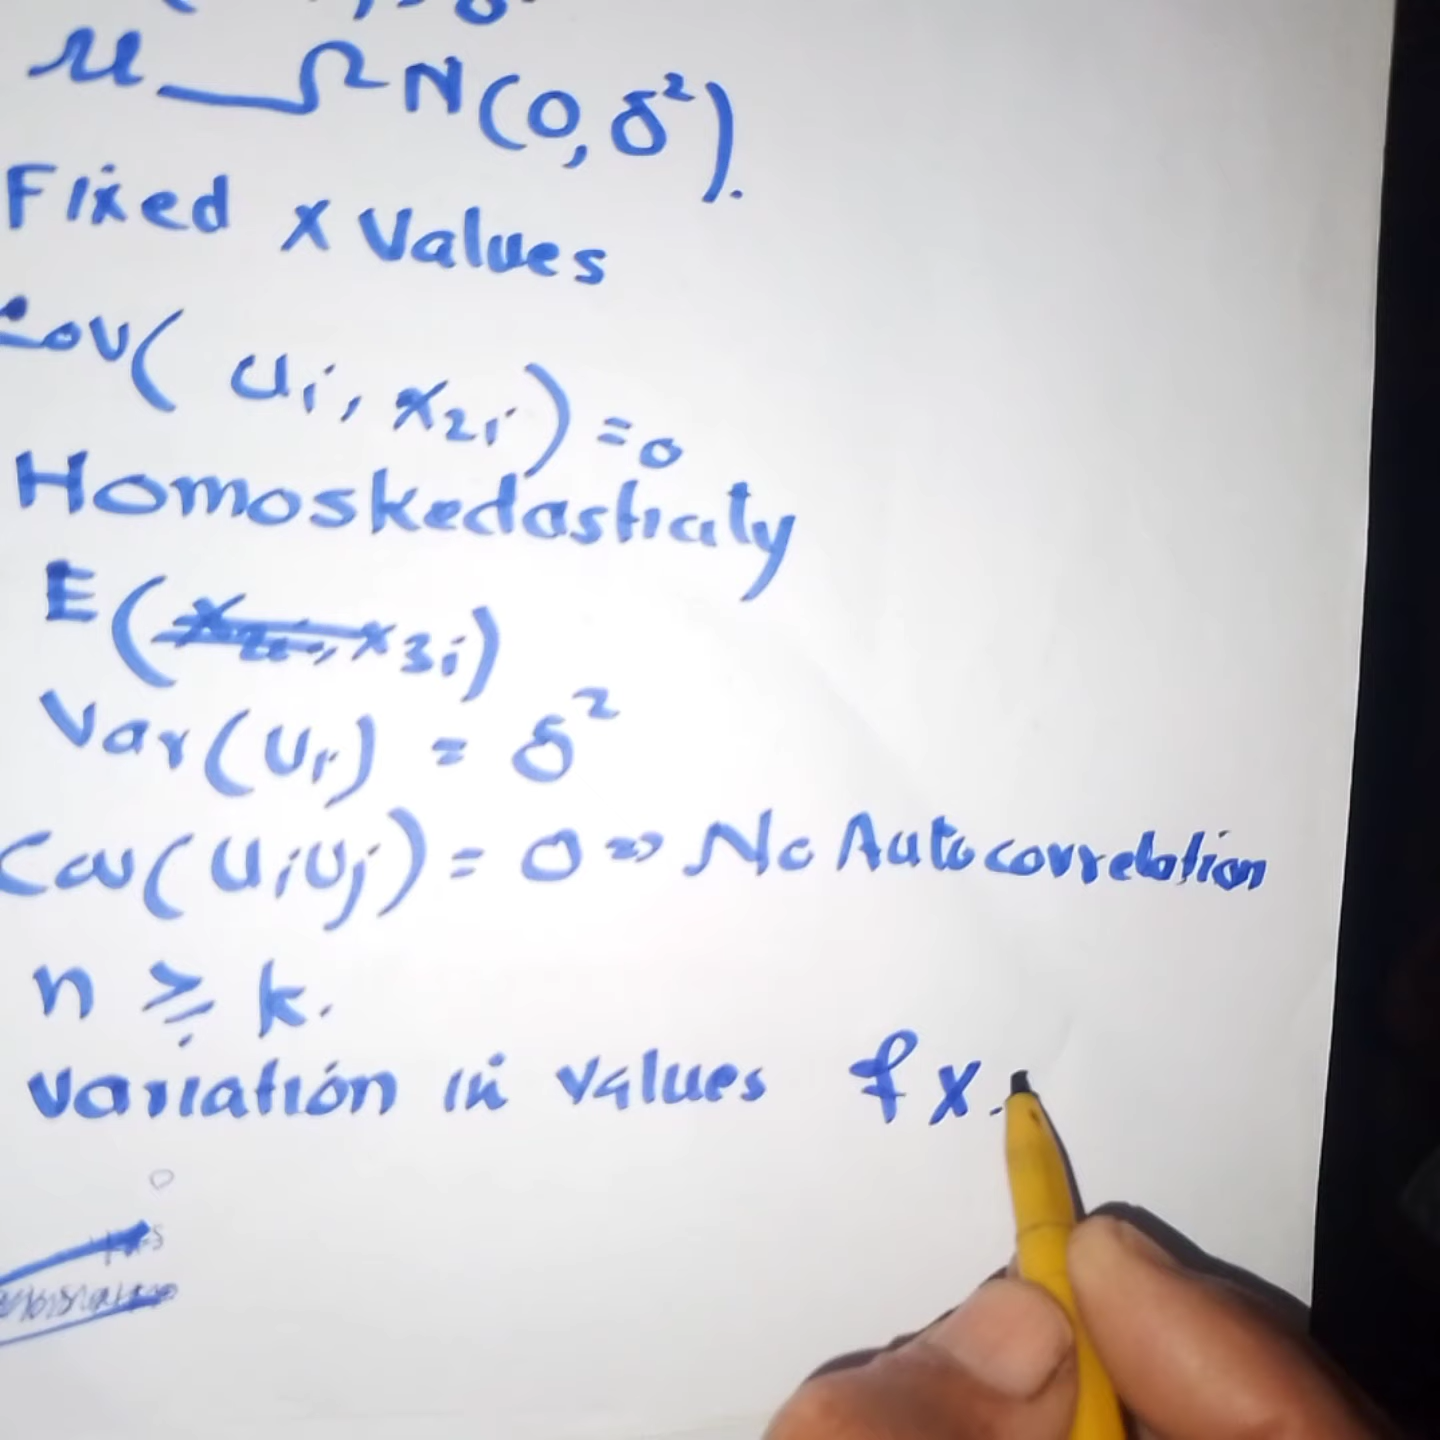 u ~ N(0, δ²).
Fixed x Values
Cov( ui, x2i) = 0
Homoskedasticity
E( x3i)
Var(Ui) = δ²
Cov(UiUj) = 0 => No Autocorrelation
n ≥ k.
Variation in values f x.